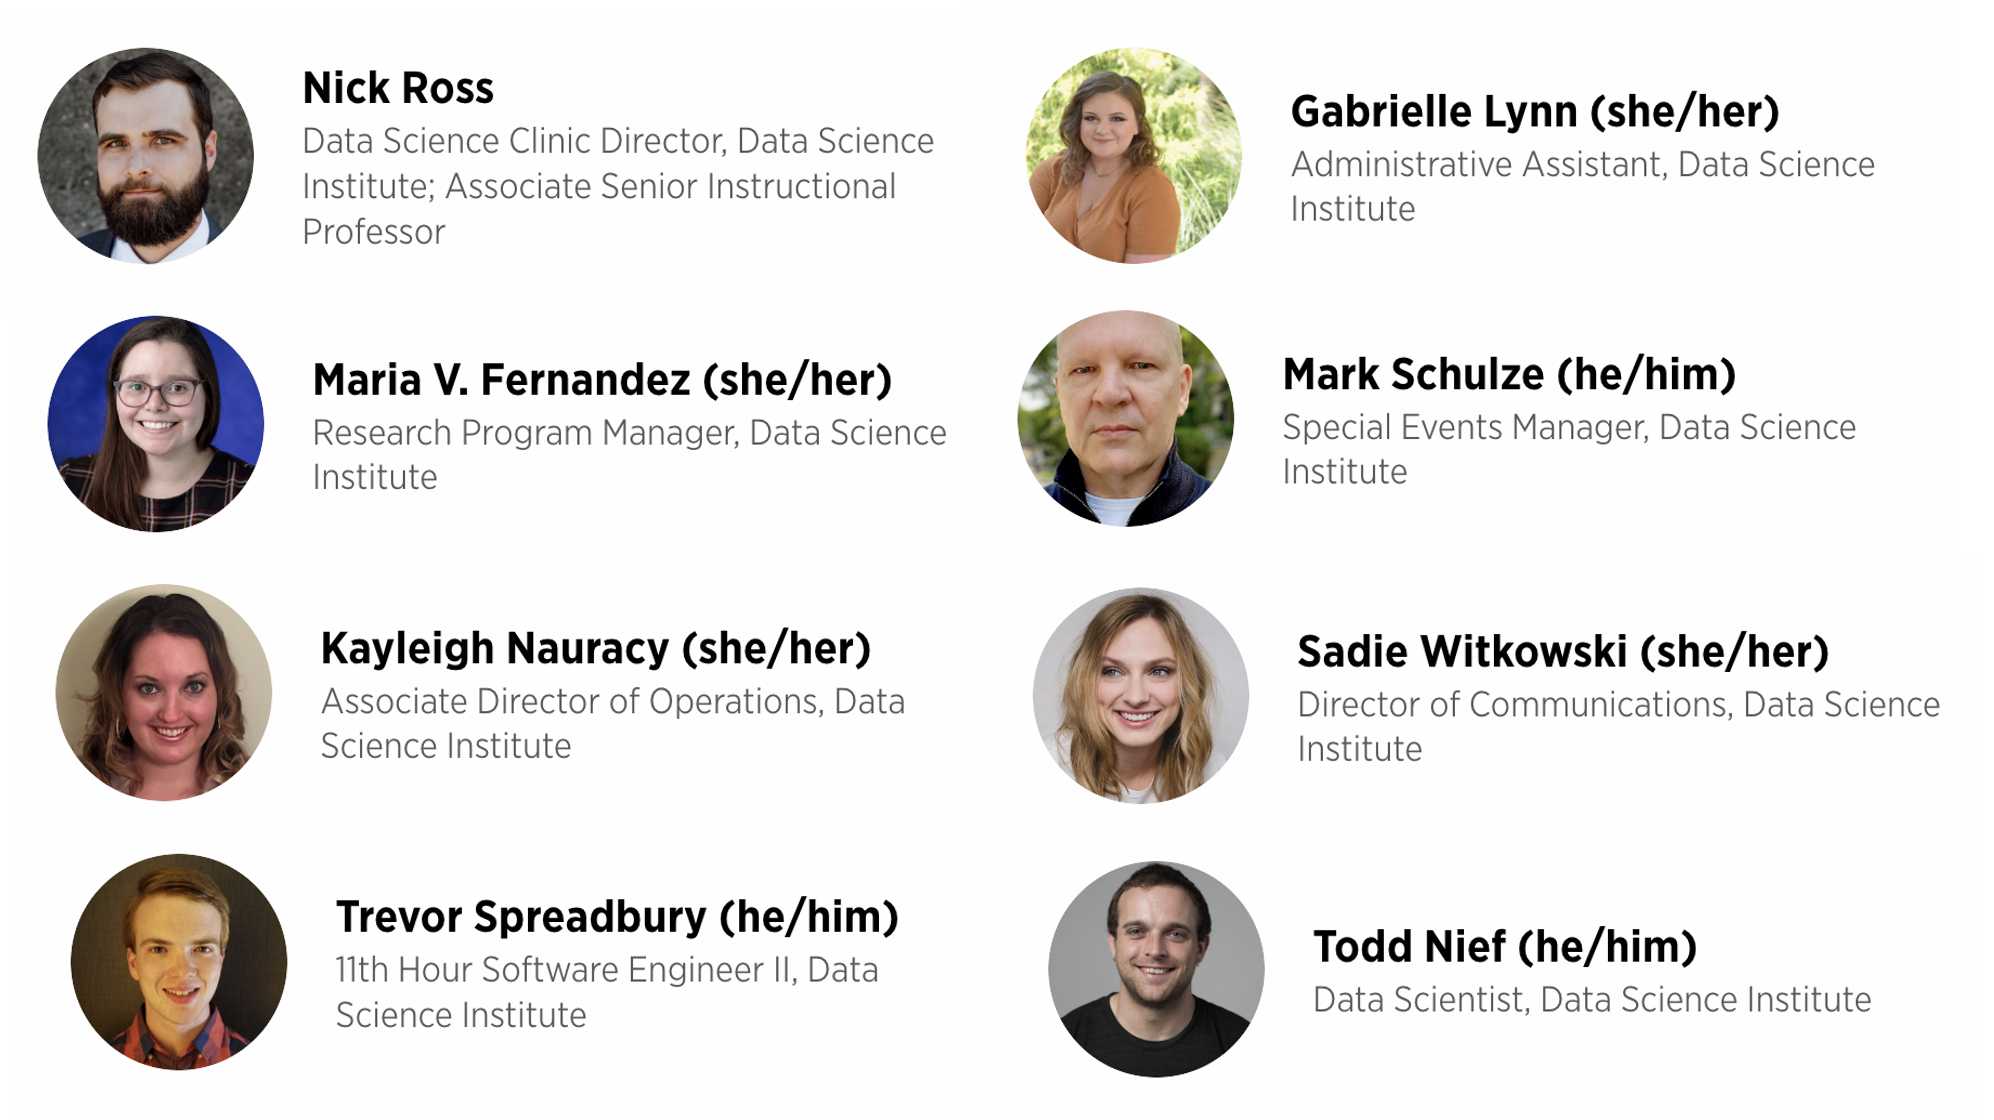 Nick Ross
Data Science Clinic Director, Data Science
Institute; Associate Senior Instructional
Professor
Maria V. Fernandez (she/her)
Research Program Manager, Data Science
Institute
Kayleigh Nauracy (she/her)
Associate Director of Operations, Data
Science Institute
Trevor Spreadbury (he/him)
11th Hour Software Engineer II, Data
Science Institute
Gabrielle Lynn (she/her)
Administrative Assistant, Data Science
Institute
Mark Schulze (he/him)
Special Events Manager, Data Science
Institute
Sadie Witkowski (she/her)
Director of Communications, Data Science
Institute
Todd Nief (he/him)
Data Scientist, Data Science Institute